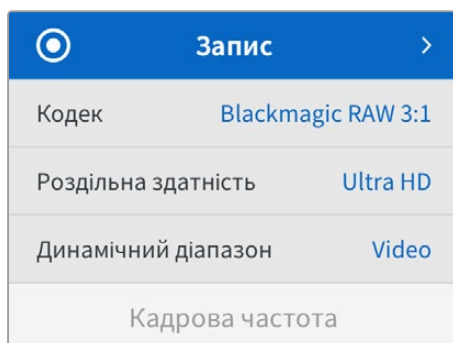 Запис
Кодек Blackmagic RAW 3:1
Роздільна здатність Ultra HD
Динамічний діапазон Video
Кадрова частота